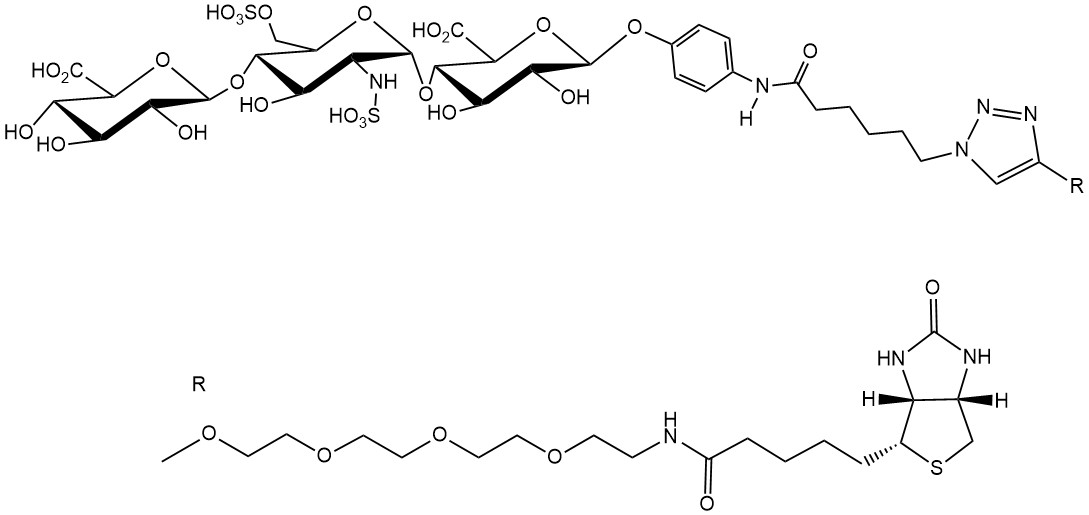 HO₃SO O
HO₂C O HO₂C O O O
O O NH
HO HO HO₃S O HO OH N H N=N N R
HO HO OH
O
HN NH
R H H
O O O O H N S
O